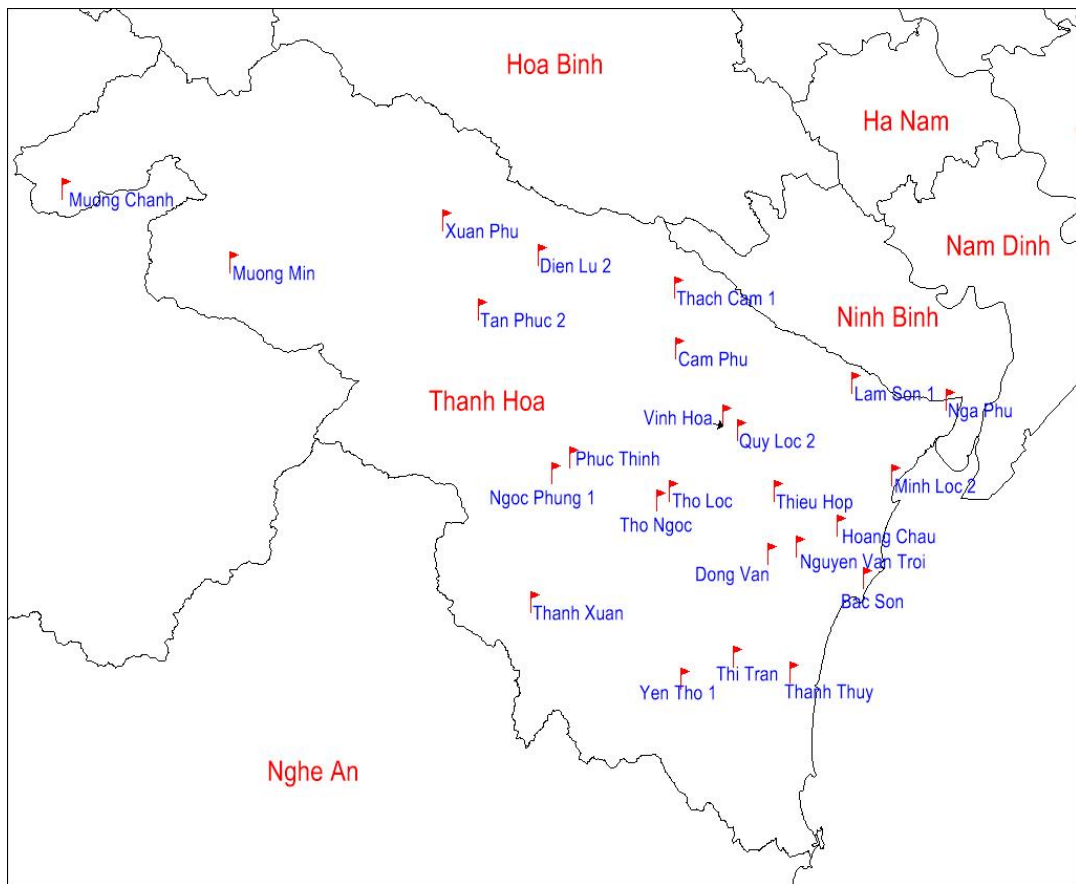 Hoa Binh
Ha Nam
Muong Chanh
Xuan Phu
Nam Dinh
Dien Lu 2
Muong Min
Thach Cam 1
Tan Phuc 2
Ninh Binh
Cam Phu
Lam Son 1
Thanh Hoa
Nga Phu
Vinh Hoa
Quy Loc 2
Phuc Thinh
Minh Loc 2
Ngoc Phung 1
Tho Loc
Thieu Hop
Tho Ngoc
Hoang Chau
Nguyen Van Troi
Dong Van
Bac Son
Thanh Xuan
Thi Tran
Yen Tho 1
Thanh Thuy
Nghe An